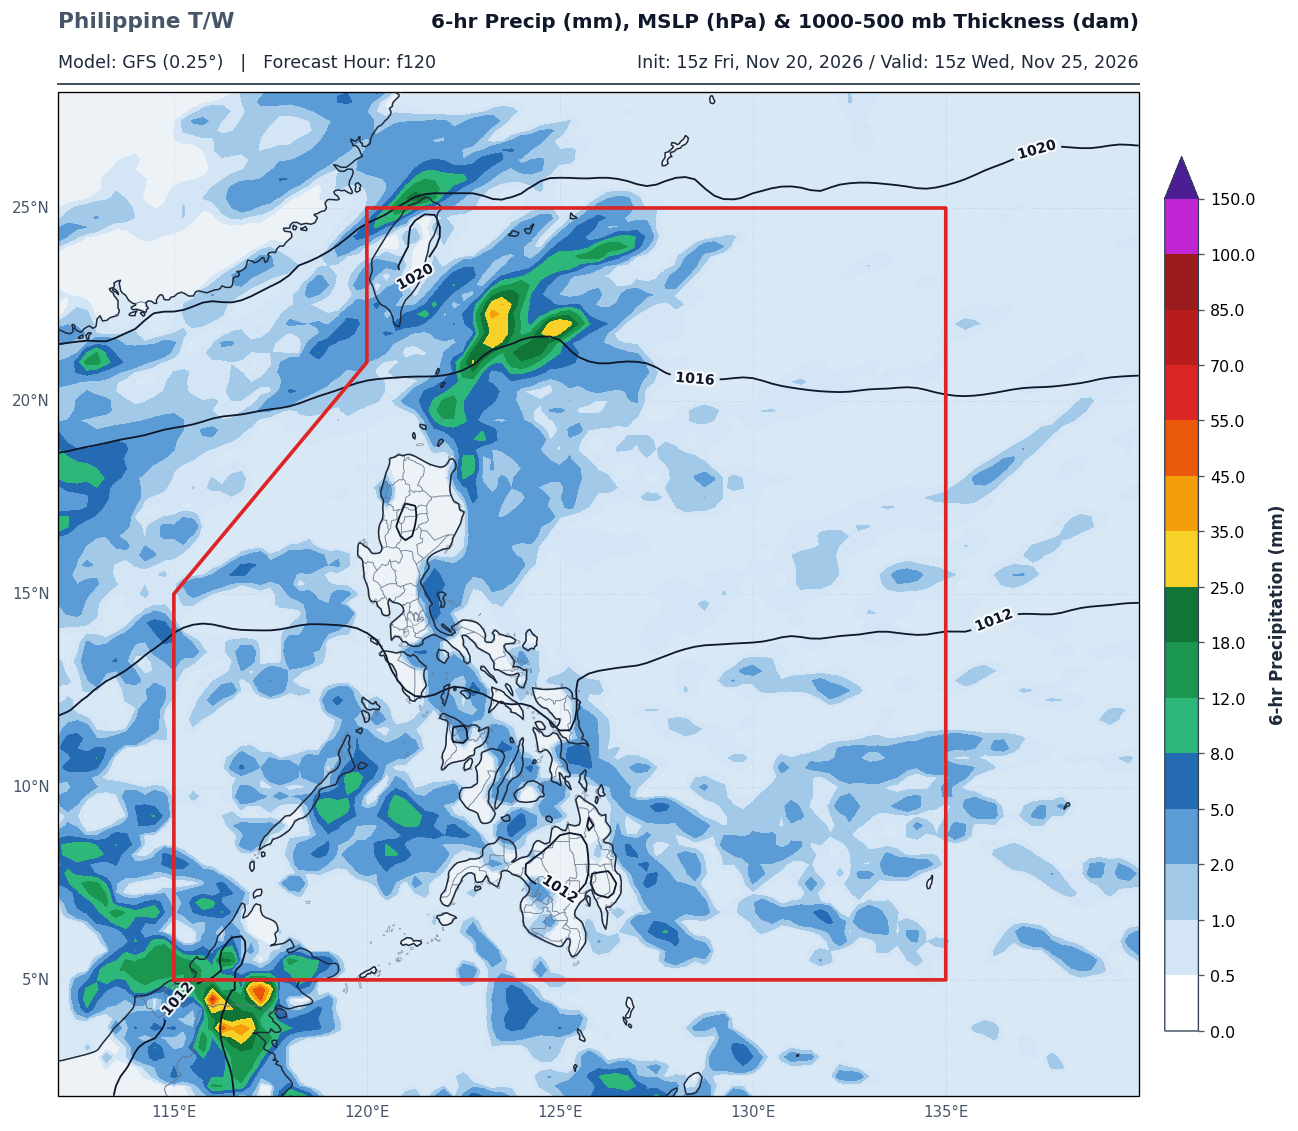 Philippine T/W
6-hr Precip (mm), MSLP (hPa) & 1000-500 mb Thickness (dam)
Model: GFS (0.25°) | Forecast Hour: f120
Init: 15z Fri, Nov 20, 2026 / Valid: 15z Wed, Nov 25, 2026
1020
1020
1016
1012
1012
1012
25°N
20°N
15°N
10°N
5°N
115°E
120°E
125°E
130°E
135°E
150.0
100.0
85.0
70.0
55.0
45.0
35.0
25.0
18.0
12.0
8.0
5.0
2.0
1.0
0.5
0.0
6-hr Precipitation (mm)